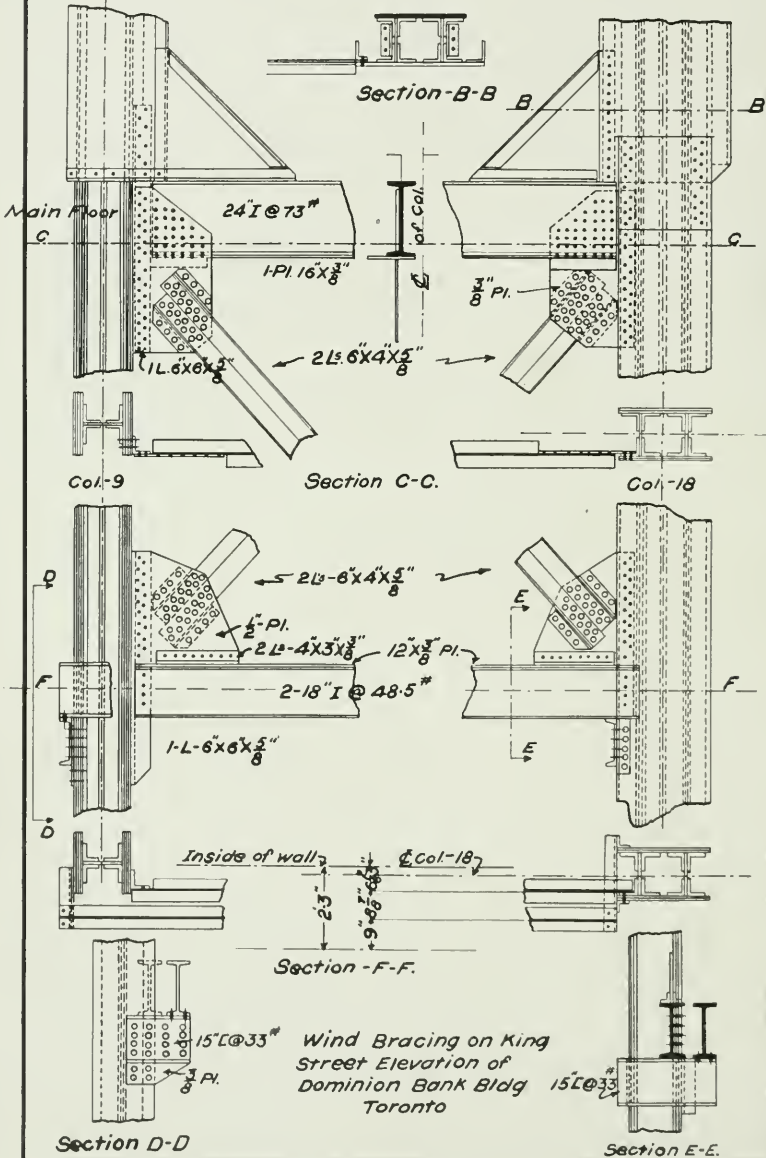 Section-B-B
B
B
Main Floor
24"I @ 73#
C
C
℄ of Col.
1-Pl. 16"x3/8"
3/8" Pl.
2Ls. 6"x4"x5/8"
1L. 6"x6"x5/8"
Col.-9
Section C-C.
Col.-18
D
2Ls-6"x4"x5/8"
E
1/2"-Pl.
2Ls-4"x3"x3/8"
12"x3/8" Pl.
F
2-18"I @ 48.5#
F
1-L-6"x6"x5/8"
E
D
Inside of wall
℄ Col.-18
2'3"
Section -F-F.
15"[@33#
3/8 Pl.
Wind Bracing on King
Street Elevation of
Dominion Bank Bldg
Toronto
15"[@33#
Section D-D
Section E-E.